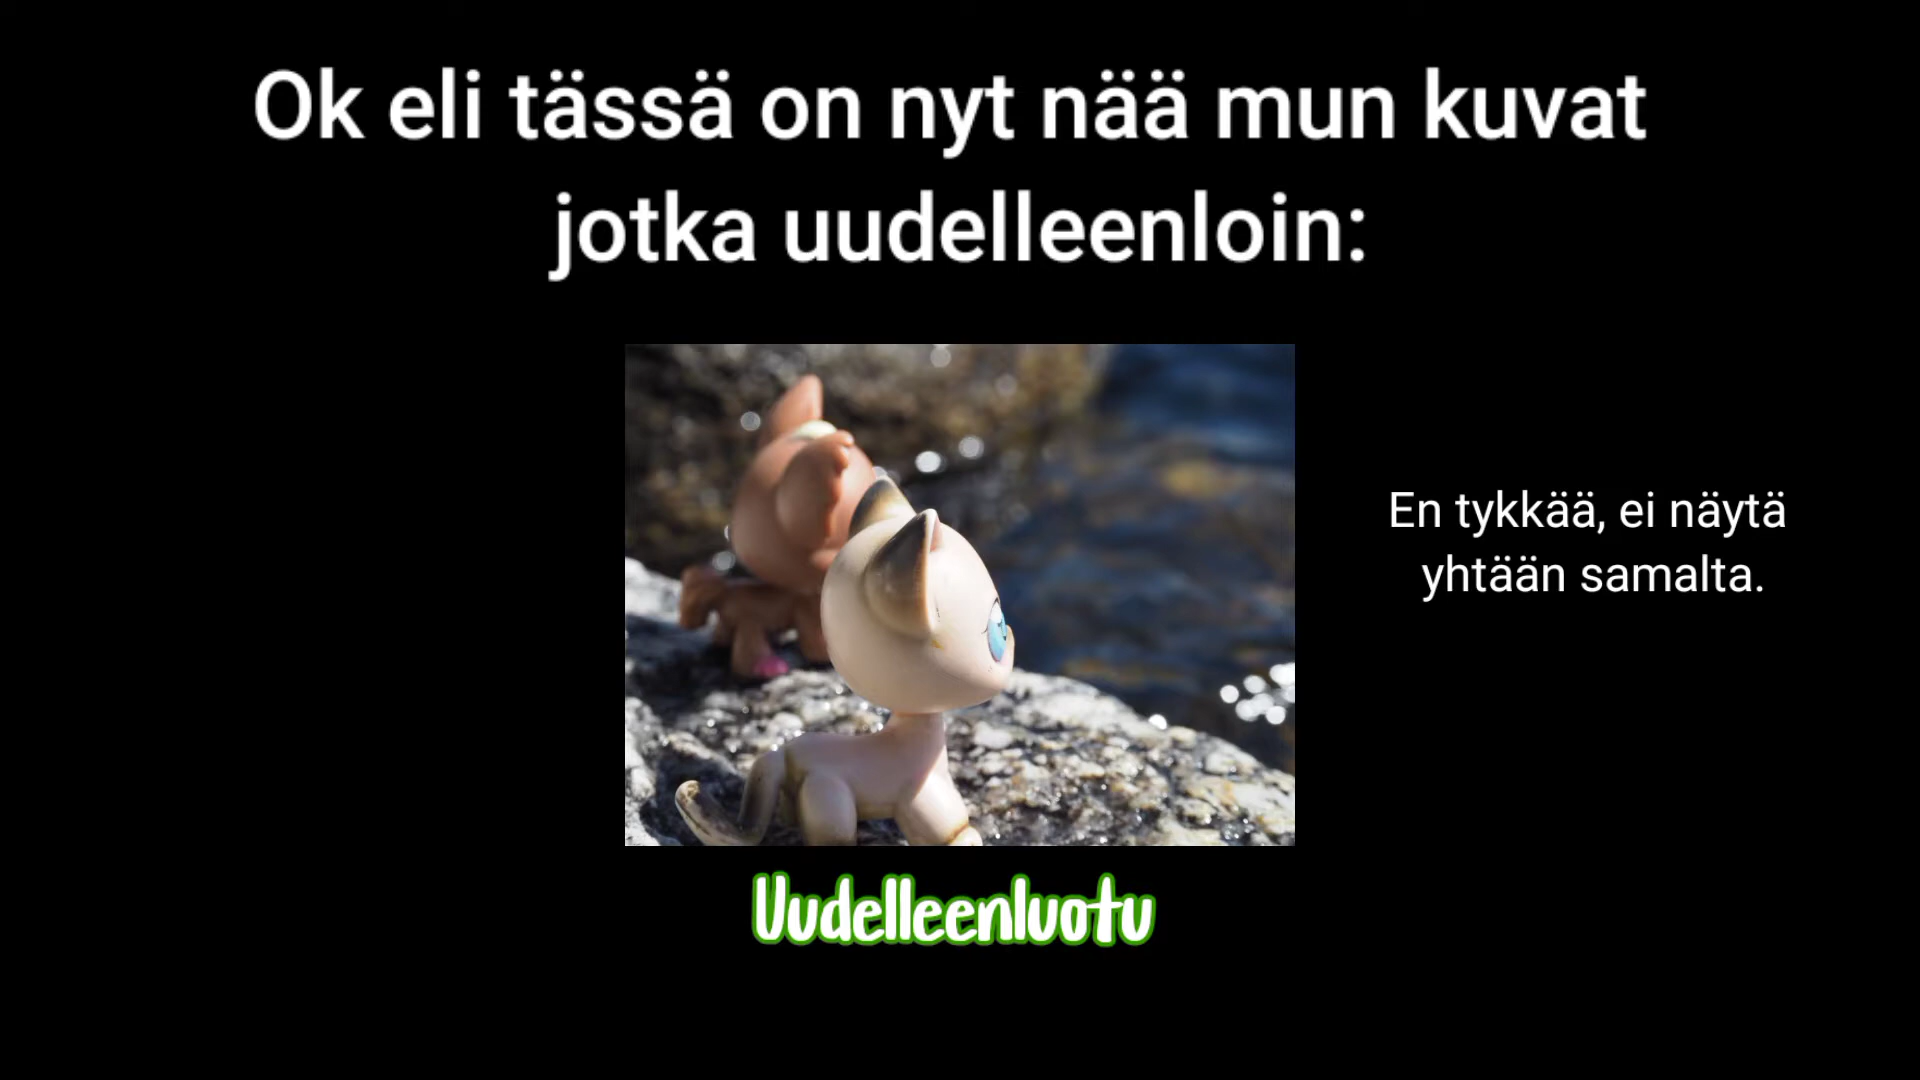 Ok eli tässä on nyt nää mun kuvat
jotka uudelleenloin:
En tykkää, ei näytä
yhtään samalta.
Uudelleenluotu